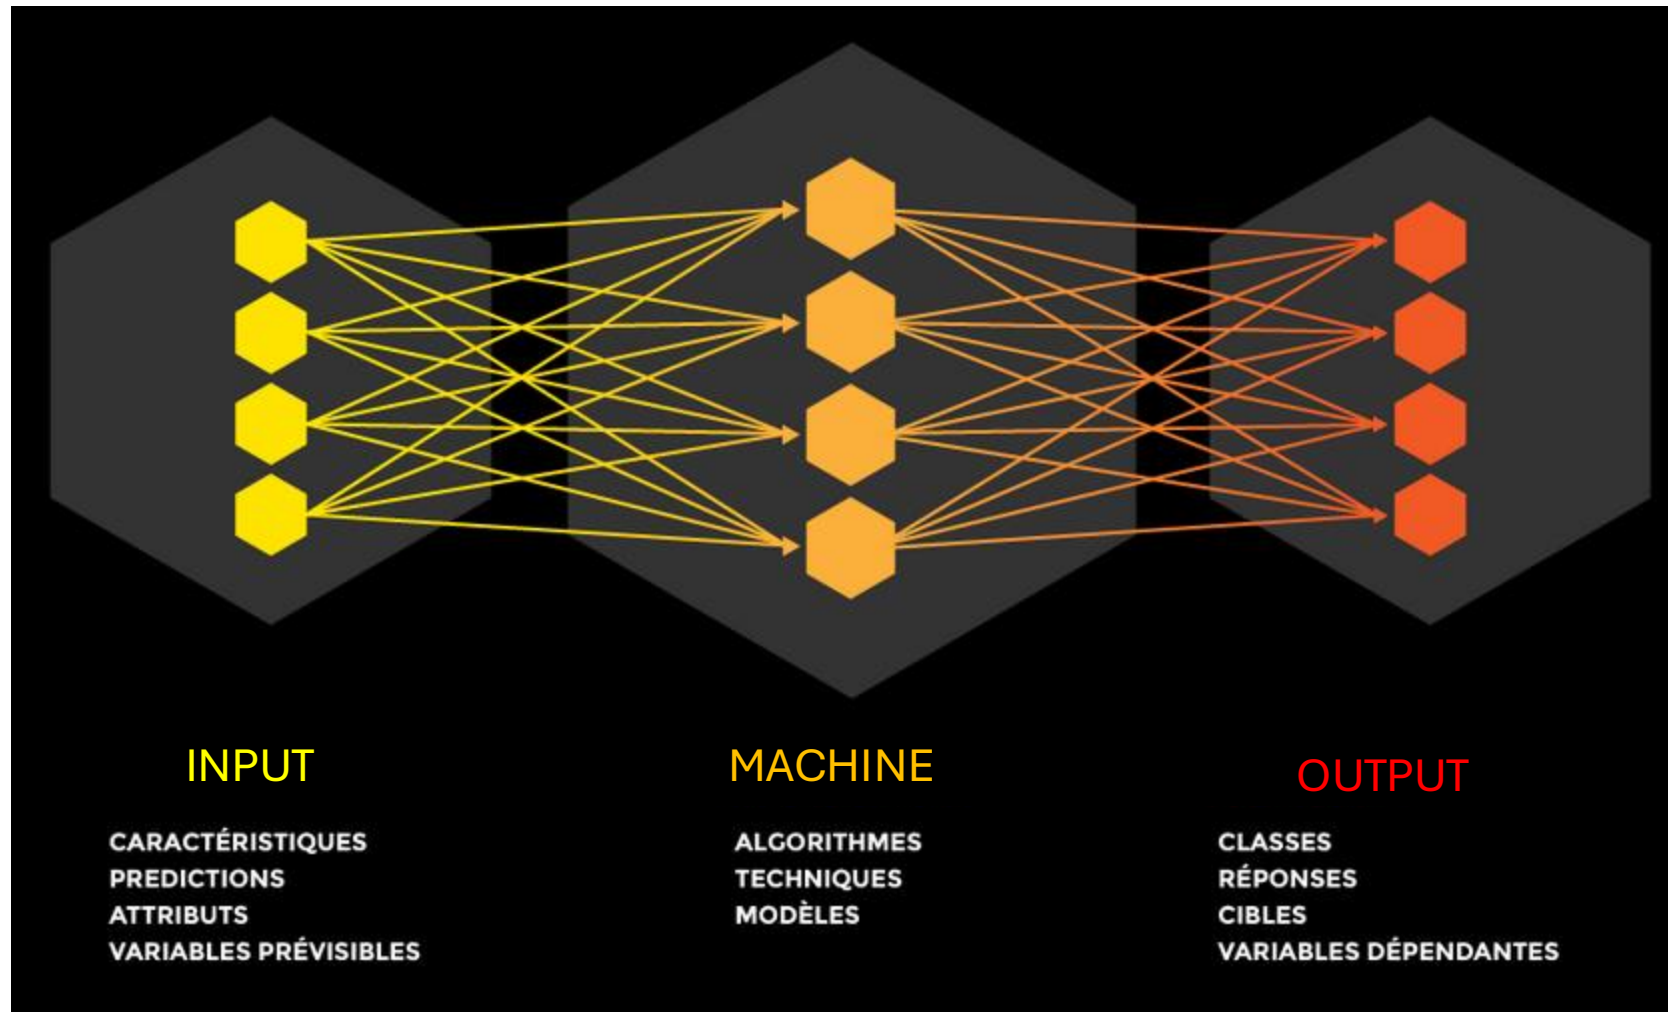 INPUT
CARACTÉRISTIQUES
PREDICTIONS
ATTRIBUTS
VARIABLES PRÉVISIBLES
MACHINE
ALGORITHMES
TECHNIQUES
MODÈLES
OUTPUT
CLASSES
RÉPONSES
CIBLES
VARIABLES DÉPENDANTES